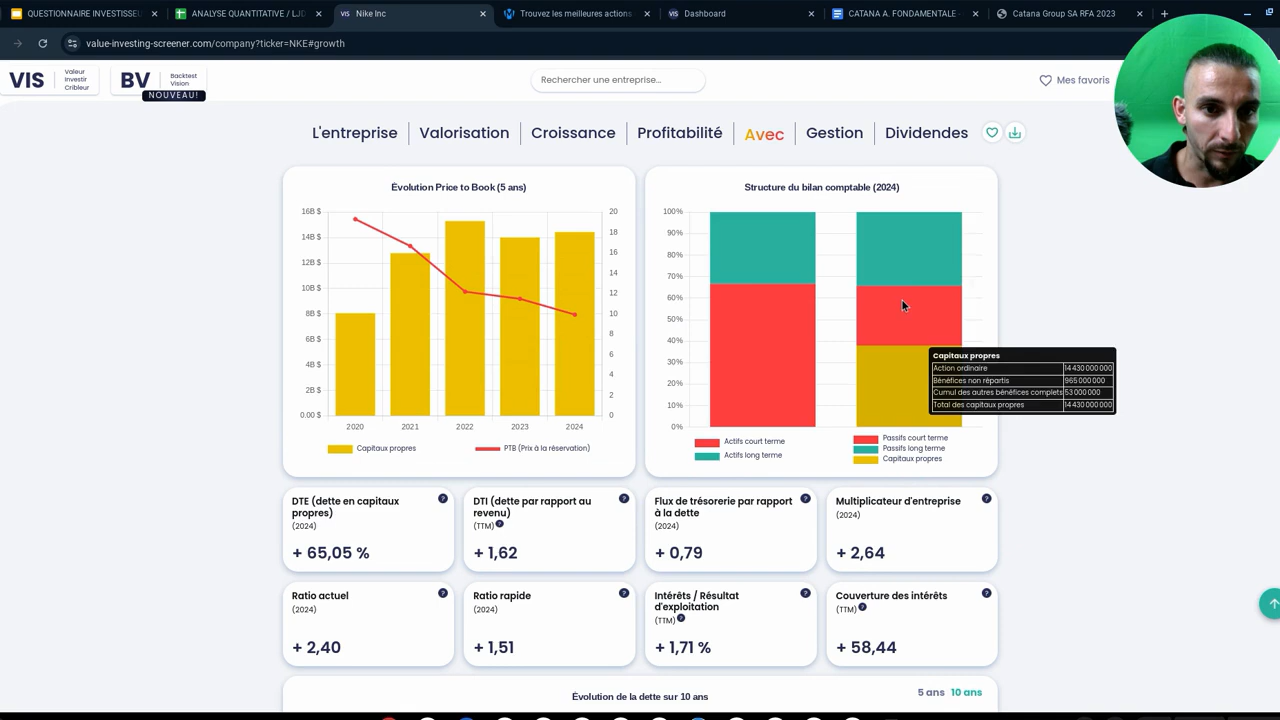 QUESTIONNAIRE INVESTISSEU
ANALYSE QUANTITATIVE / LJD
VIS Nike Inc
Trouvez les meilleures actions
VIS Dashboard
CATANA A. FONDAMENTALE -
Catana Group SA RFA 2023
value-investing-screener.com/company?ticker=NKE#growth
VIS
Valeur
Investir
Cribleur
BV
Backtest
Vision
NOUVEAU!
Rechercher une entreprise...
Mes favoris
L'entreprise
Valorisation
Croissance
Profitabilité
Avec
Gestion
Dividendes
Évolution Price to Book (5 ans)
16B $
14B $
12B $
10B $
8B $
6B $
4B $
2B $
0.00 $
20
18
16
14
12
10
8
6
4
2
0
2020
2021
2022
2023
2024
Capitaux propres
PTB (Prix à la réservation)
Structure du bilan comptable (2024)
100%
90%
80%
70%
60%
50%
40%
30%
20%
10%
0%
Capitaux propres
Action ordinaire 14 430 000 000
Bénéfices non répartis 965 000 000
Cumul des autres bénéfices complets 53 000 000
Total des capitaux propres 14 430 000 000
Actifs court terme
Actifs long terme
Passifs court terme
Passifs long terme
Capitaux propres
DTE (dette en capitaux
propres)
(2024)
+ 65,05 %
DTI (dette par rapport au
revenu)
(TTM)
+ 1,62
Flux de trésorerie par rapport
à la dette
(2024)
+ 0,79
Multiplicateur d'entreprise
(2024)
+ 2,64
Ratio actuel
(2024)
+ 2,40
Ratio rapide
(2024)
+ 1,51
Intérêts / Résultat
d'exploitation
(TTM)
+ 1,71 %
Couverture des intérêts
(TTM)
+ 58,44
Évolution de la dette sur 10 ans
5 ans 10 ans